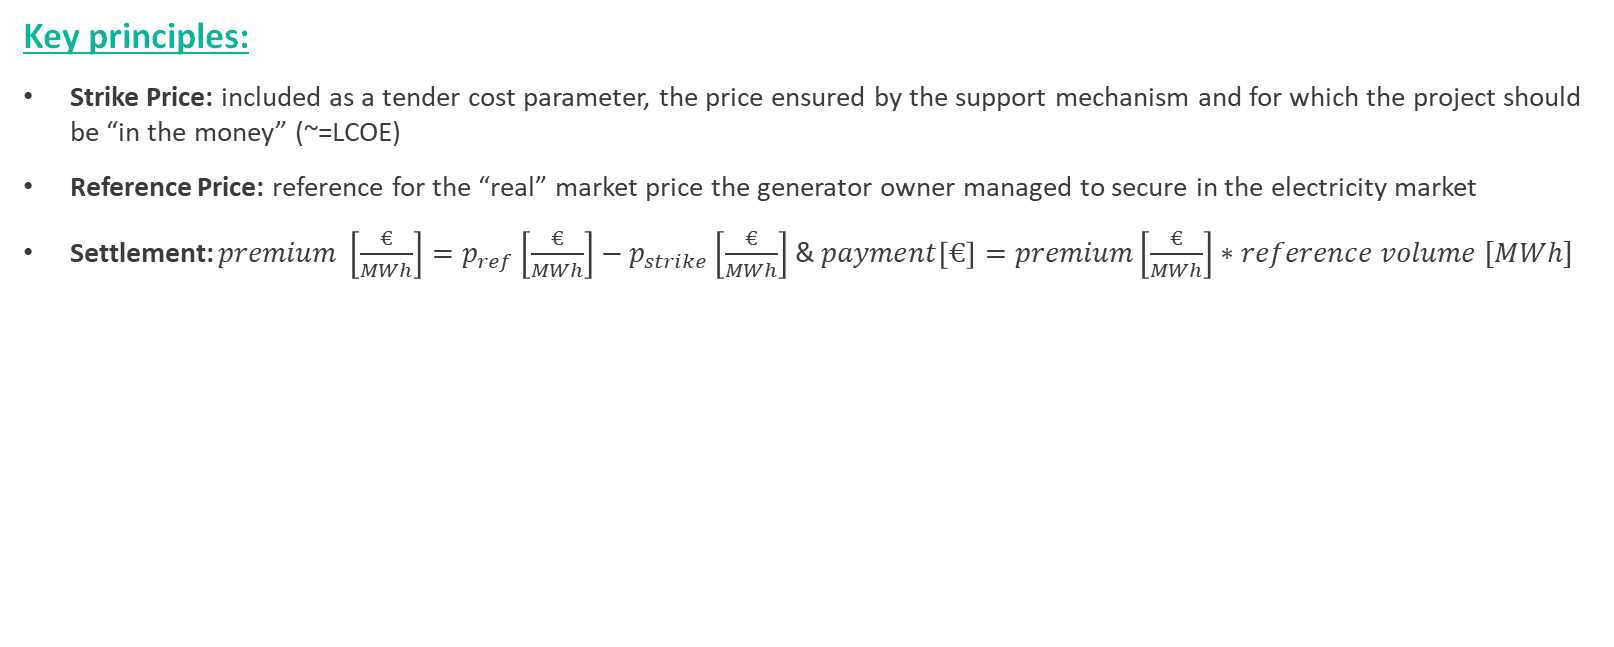 Key principles:
• Strike Price: included as a tender cost parameter, the price ensured by the support mechanism and for which the project should
be “in the money” (~=LCOE)
• Reference Price: reference for the “real” market price the generator owner managed to secure in the electricity market
• Settlement: premium [€/MWh] = p_ref [€/MWh] − p_strike [€/MWh] & payment[€] = premium [€/MWh] * reference volume [MWh]